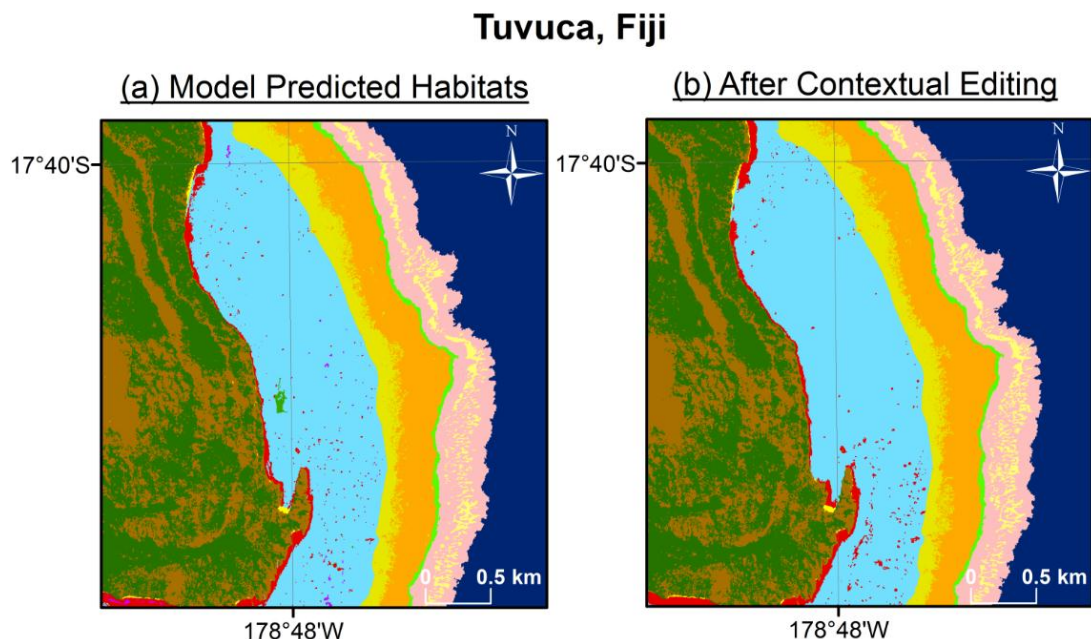 Tuvuca, Fiji
(a) Model Predicted Habitats
(b) After Contextual Editing
N
N
17°40'S
17°40'S
0 0.5 km
0 0.5 km
178°48'W
178°48'W